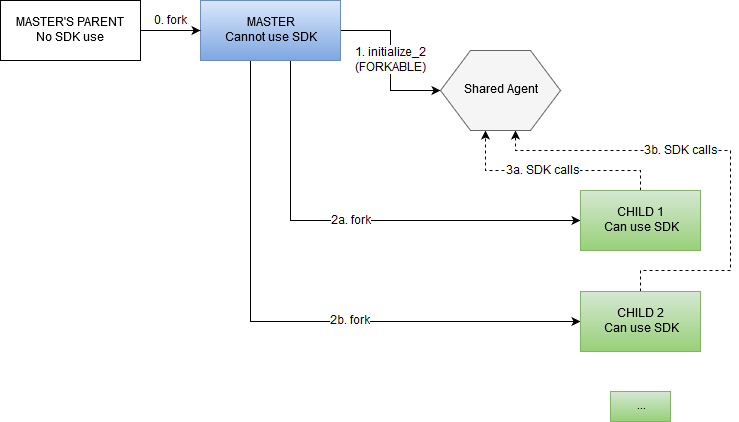 MASTER'S PARENT
No SDK use
0. fork
MASTER
Cannot use SDK
1. initialize_2
(FORKABLE)
Shared Agent
3b. SDK calls
3a. SDK calls
2a. fork
CHILD 1
Can use SDK
2b. fork
CHILD 2
Can use SDK
...